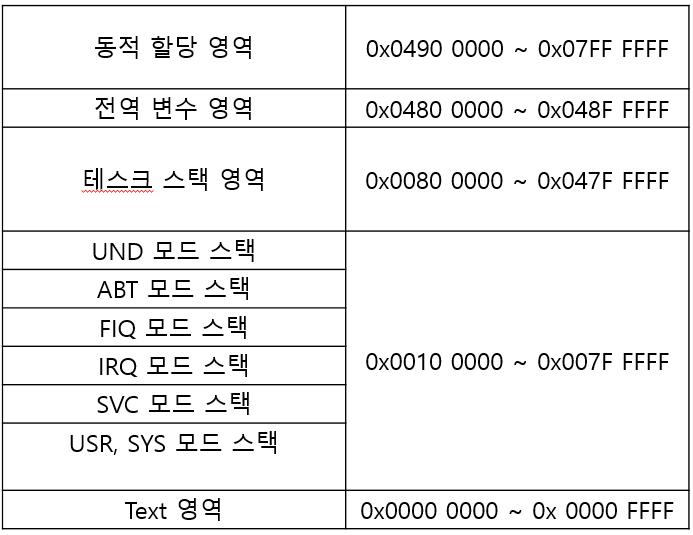 동적 할당 영역 0x0490 0000 ~ 0x07FF FFFF
전역 변수 영역 0x0480 0000 ~ 0x048F FFFF
테스크 스택 영역 0x0080 0000 ~ 0x047F FFFF
UND 모드 스택
ABT 모드 스택
FIQ 모드 스택
IRQ 모드 스택
SVC 모드 스택
USR, SYS 모드 스택
0x0010 0000 ~ 0x007F FFFF
Text 영역 0x0000 0000 ~ 0x 0000 FFFF